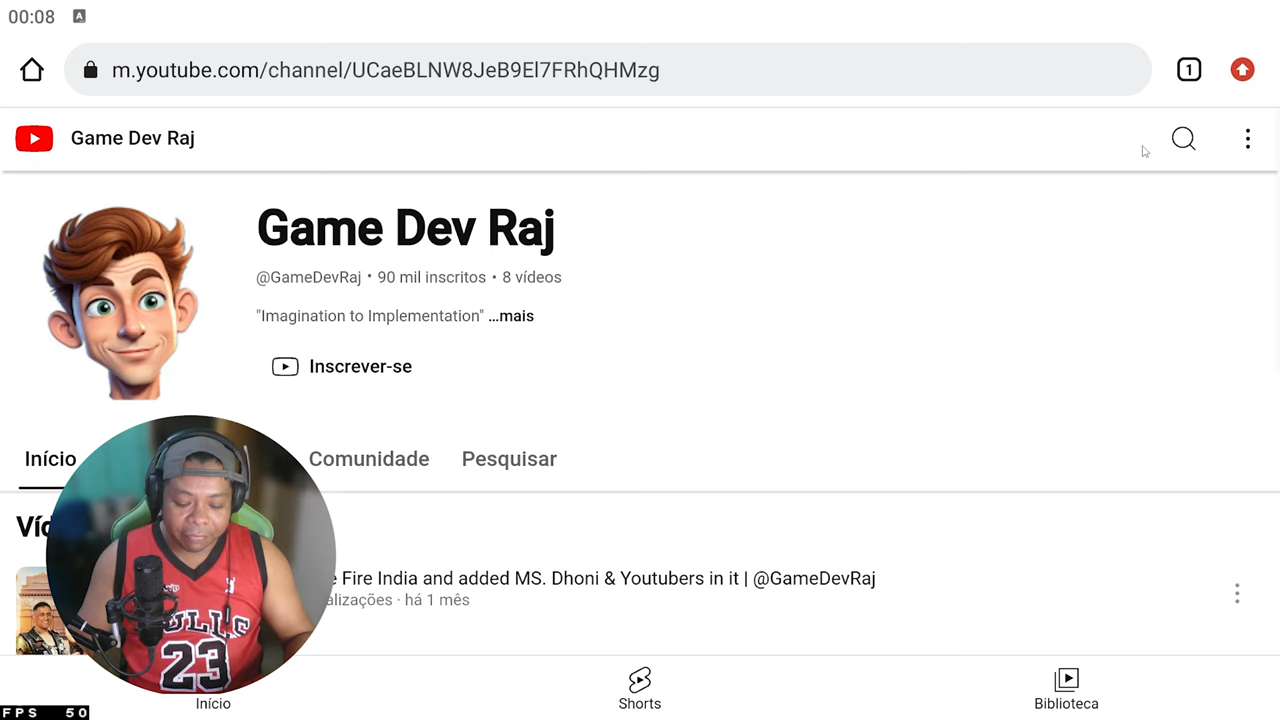 00:08 A
m.youtube.com/channel/UCaeBLNW8JeB9El7FRhQHMzg
1
Game Dev Raj
Game Dev Raj
@GameDevRaj • 90 mil inscritos • 8 vídeos
"Imagination to Implementation" ...mais
Inscrever-se
Início Comunidade Pesquisar
Fire India and added MS. Dhoni & Youtubers in it | @GameDevRaj
há 1 mês
23
Início Shorts Biblioteca
FPS 50